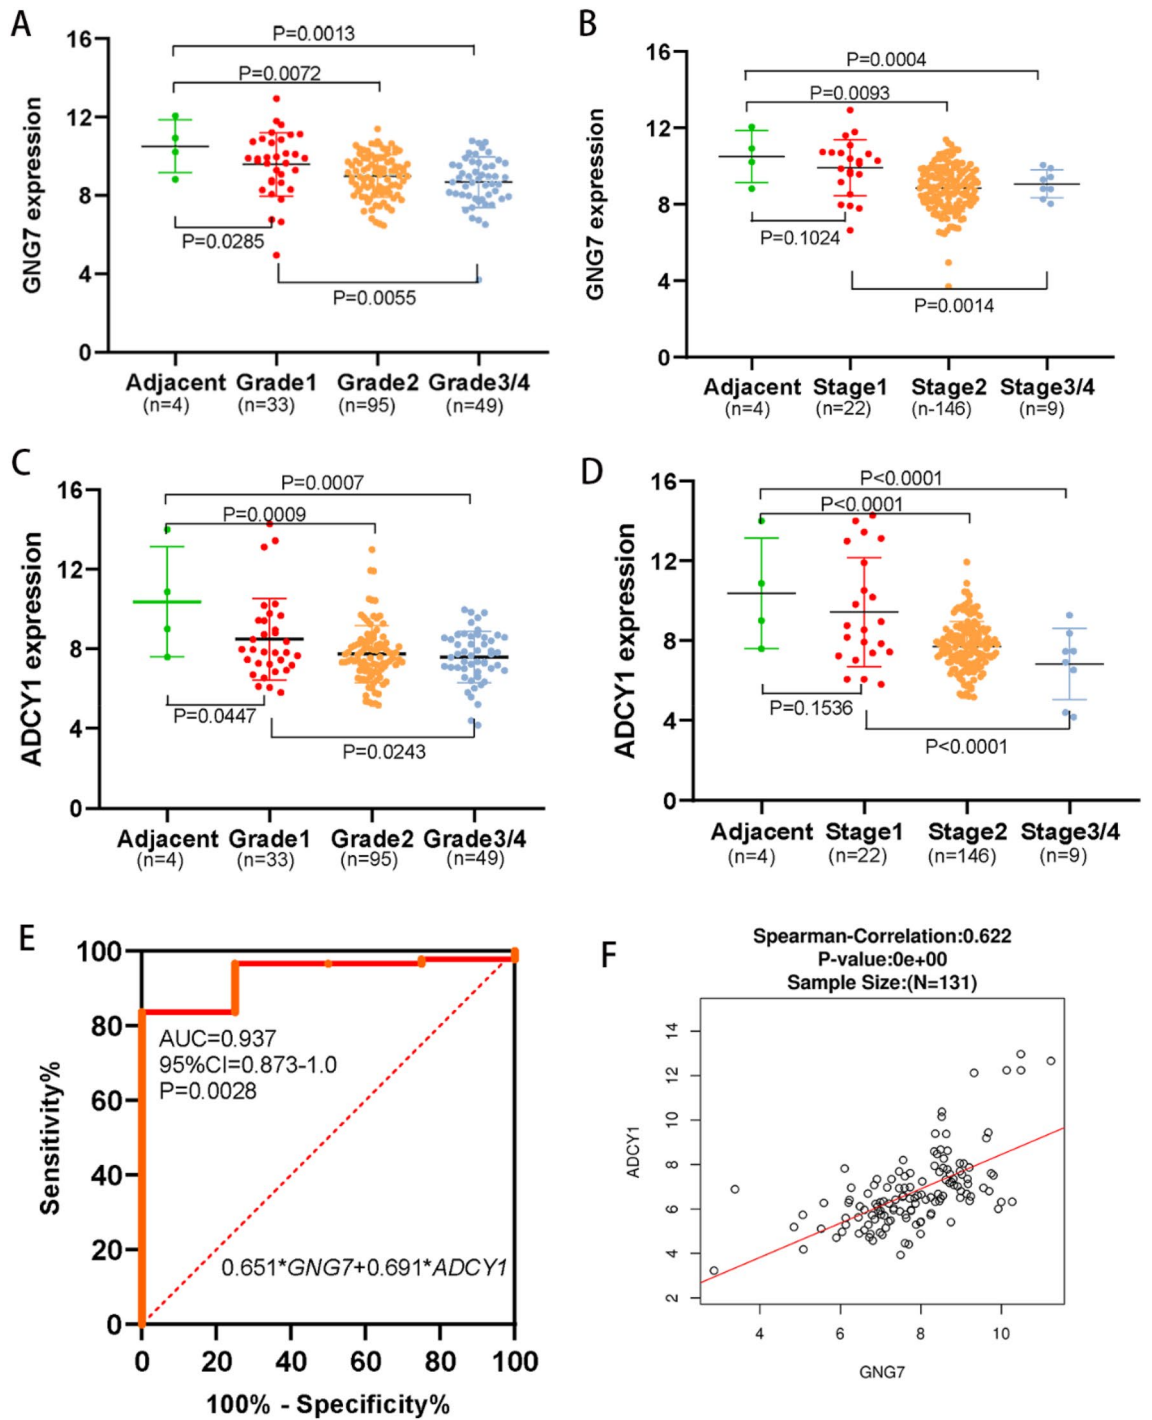 A
P=0.0013
P=0.0072
16
12
8
4
0
GNG7 expression
P=0.0285
P=0.0055
Adjacent Grade1 Grade2 Grade3/4
(n=4) (n=33) (n=95) (n=49)
B
P=0.0004
P=0.0093
16
12
8
4
0
GNG7 expression
P=0.1024
P=0.0014
Adjacent Stage1 Stage2 Stage3/4
(n=4) (n=22) (n-146) (n=9)
C
P=0.0007
P=0.0009
16
12
8
4
0
ADCY1 expression
P=0.0447
P=0.0243
Adjacent Grade1 Grade2 Grade3/4
(n=4) (n=33) (n=95) (n=49)
D
P<0.0001
P<0.0001
16
12
8
4
0
ADCY1 expression
P=0.1536
P<0.0001
Adjacent Stage1 Stage2 Stage3/4
(n=4) (n=22) (n=146) (n=9)
E
100
80
60
40
20
0
Sensitivity%
AUC=0.937
95%CI=0.873-1.0
P=0.0028
0.651*GNG7+0.691*ADCY1
0 20 40 60 80 100
100% - Specificity%
F
Spearman-Correlation:0.622
P-value:0e+00
Sample Size:(N=131)
14
12
10
8
6
4
2
ADCY1
4 6 8 10
GNG7